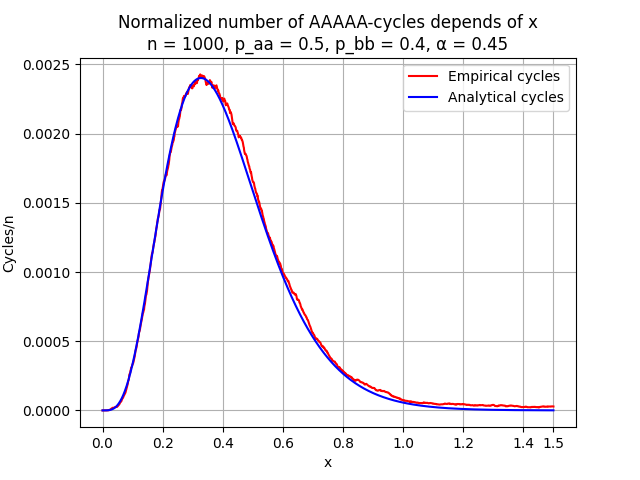 Normalized number of AAAAA-cycles depends of x
n = 1000, p_aa = 0.5, p_bb = 0.4, α = 0.45
Empirical cycles
Analytical cycles
Cycles/n
0.0025
0.0020
0.0015
0.0010
0.0005
0.0000
0.0 0.2 0.4 0.6 0.8 1.0 1.2 1.4 1.5
x